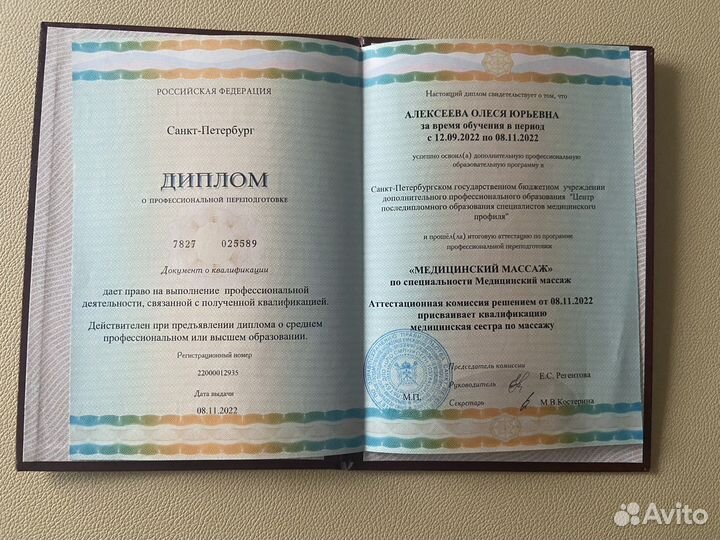 РОССИЙСКАЯ ФЕДЕРАЦИЯ
Санкт-Петербург
ДИПЛОМ
О ПРОФЕССИОНАЛЬНОЙ ПЕРЕПОДГОТОВКЕ
7827 025589
Документ о квалификации
дает право на выполнение профессиональной
деятельности, связанной с полученной квалификацией.
Действителен при предъявлении диплома о среднем
профессиональном или высшем образовании.
Регистрационный номер
22000012935
Дата выдачи
08.11.2022
Настоящий диплом свидетельствует о том, что
АЛЕКСЕЕВА ОЛЕСЯ ЮРЬЕВНА
за время обучения в период
с 12.09.2022 по 08.11.2022
успешно освоил(а) дополнительную профессиональную
образовательную программу в
Санкт-Петербургском государственном бюджетном учреждении
дополнительного профессионального образования "Центр
последипломного образования специалистов медицинского
профиля"
и прошёл(ла) итоговую аттестацию по программе
профессиональной переподготовки
«МЕДИЦИНСКИЙ МАССАЖ»
по специальности Медицинский массаж
Аттестационная комиссия решением от 08.11.2022
присваивает квалификацию
медицинская сестра по массажу
Председатель комиссии
Руководитель Е.С. Регентова
М.П.
Секретарь М.В.Костерина
Avito